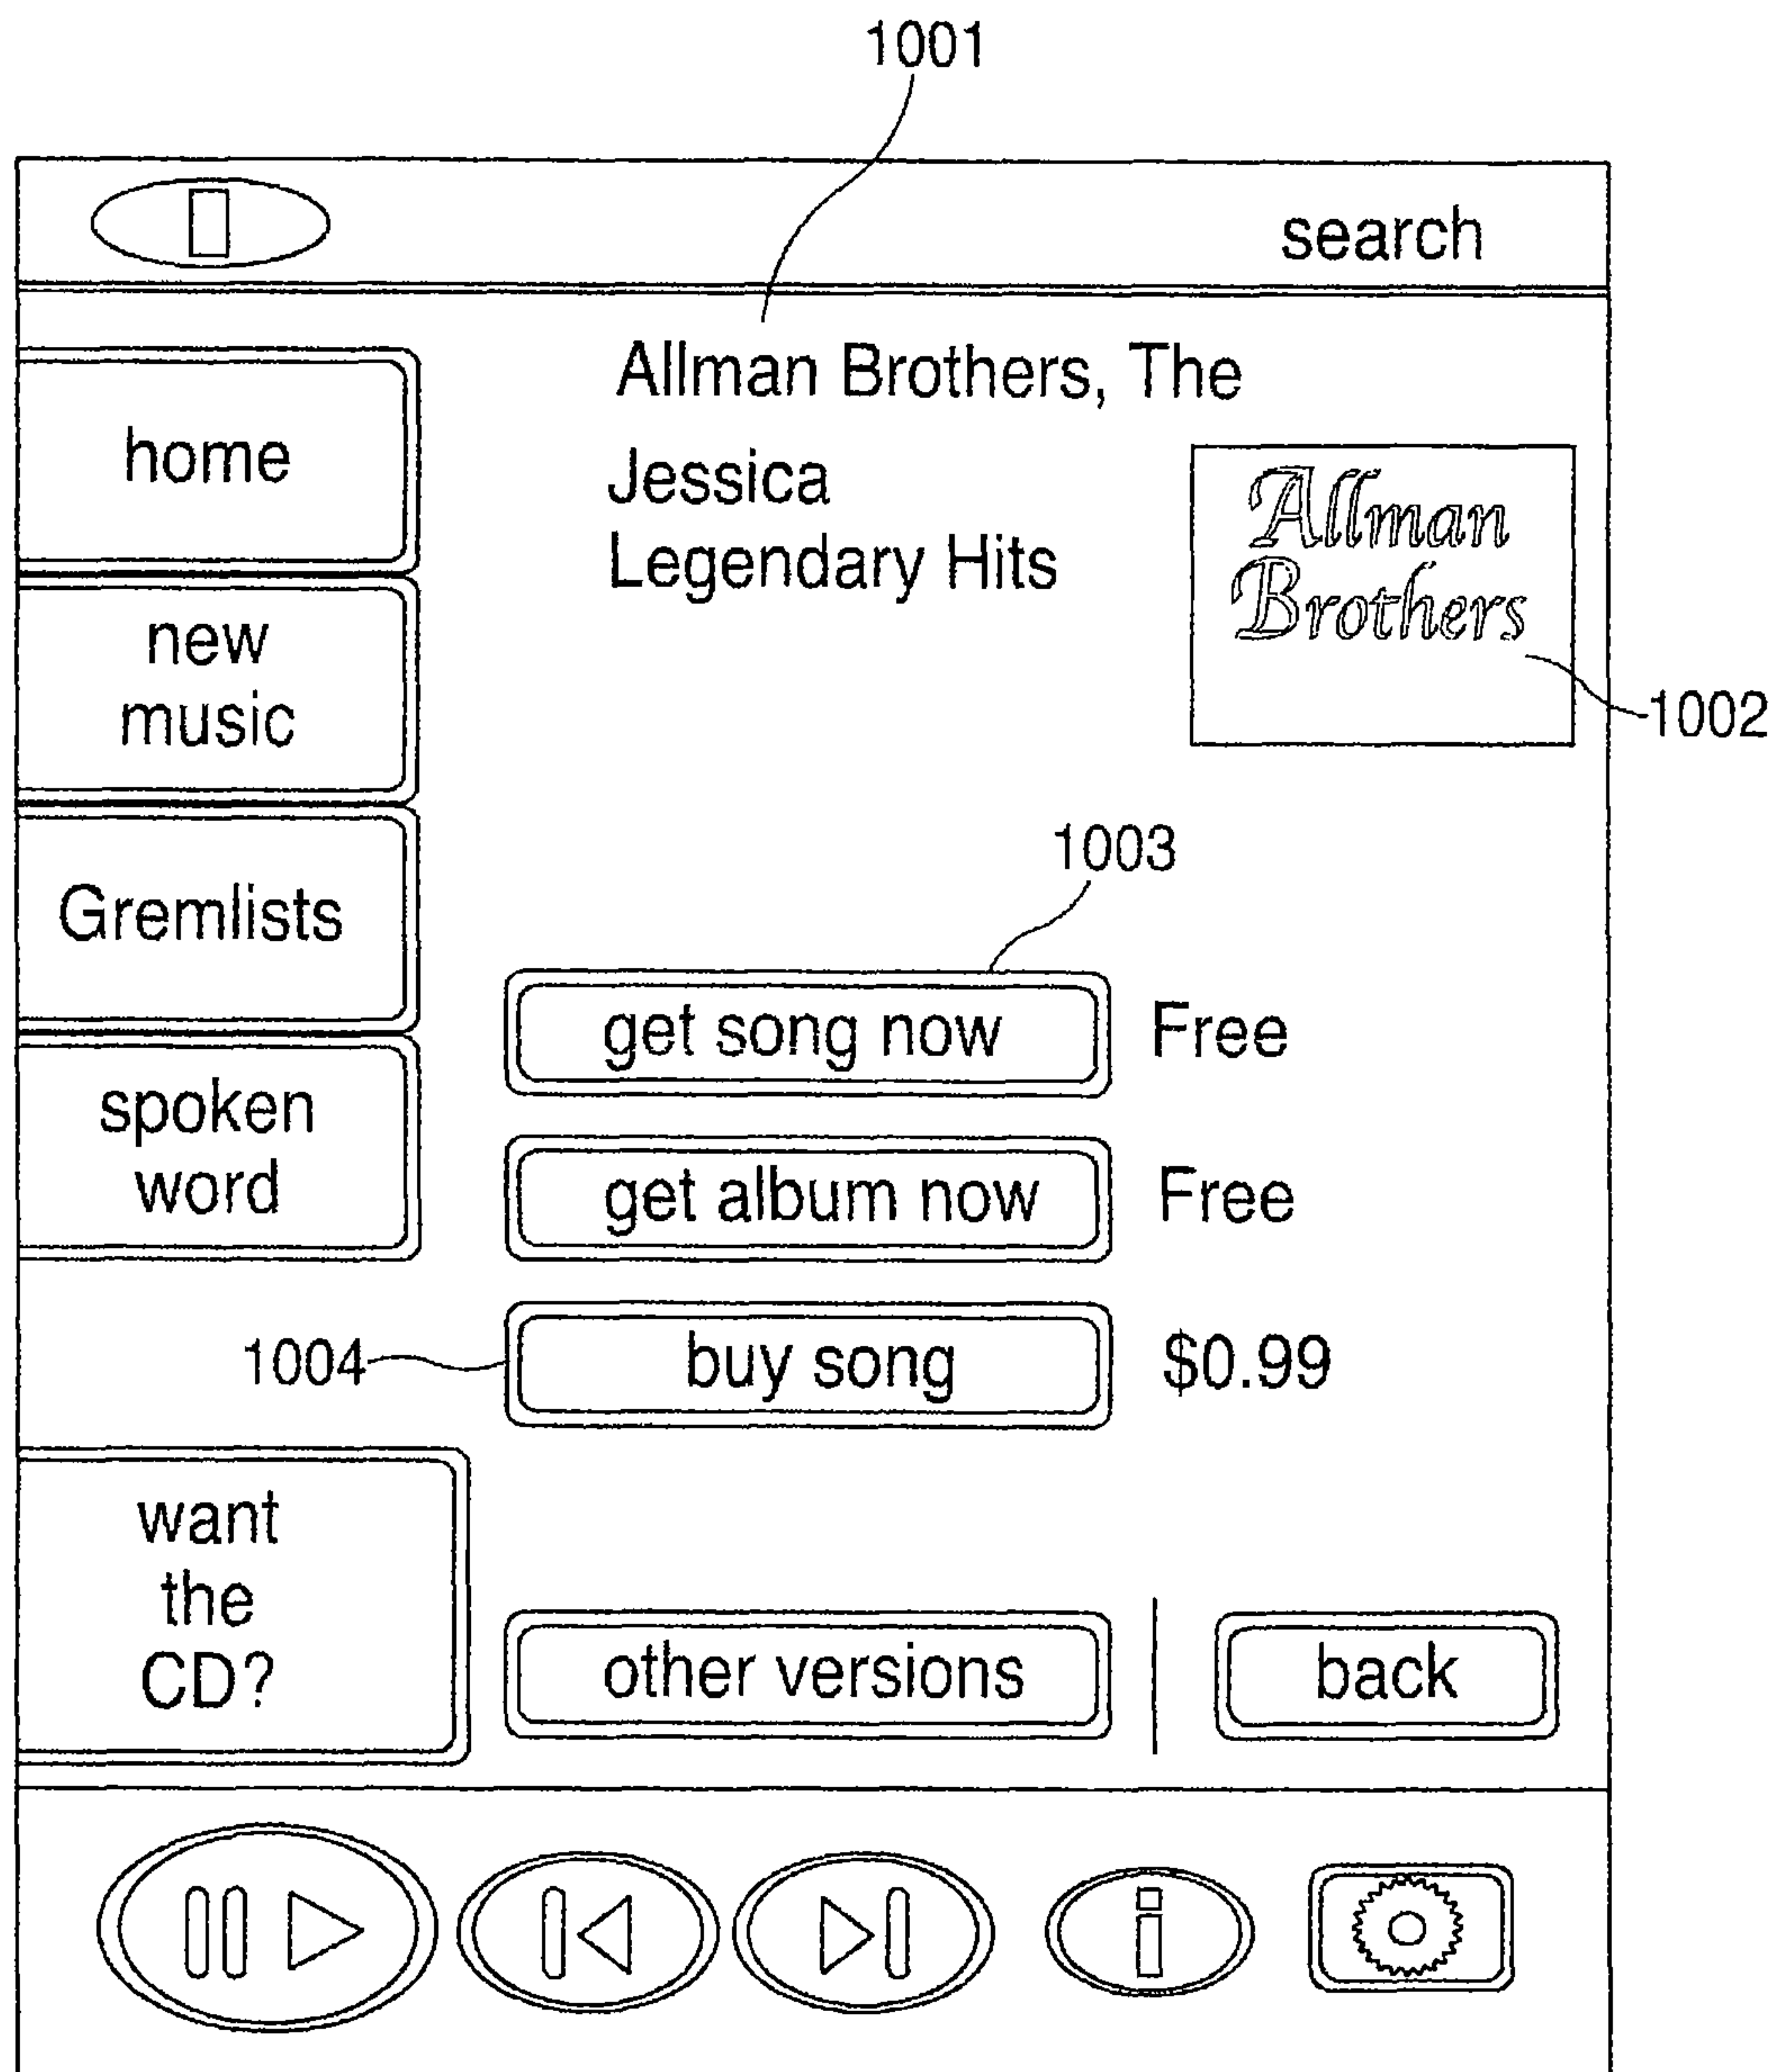 1001
search
Allman Brothers, The
home
Jessica
Legendary Hits
Allman
Brothers
new
music
1002
1003
Gremlists
get song now Free
spoken
word
get album now Free
1004
buy song $0.99
want
the
CD?
other versions
back
i